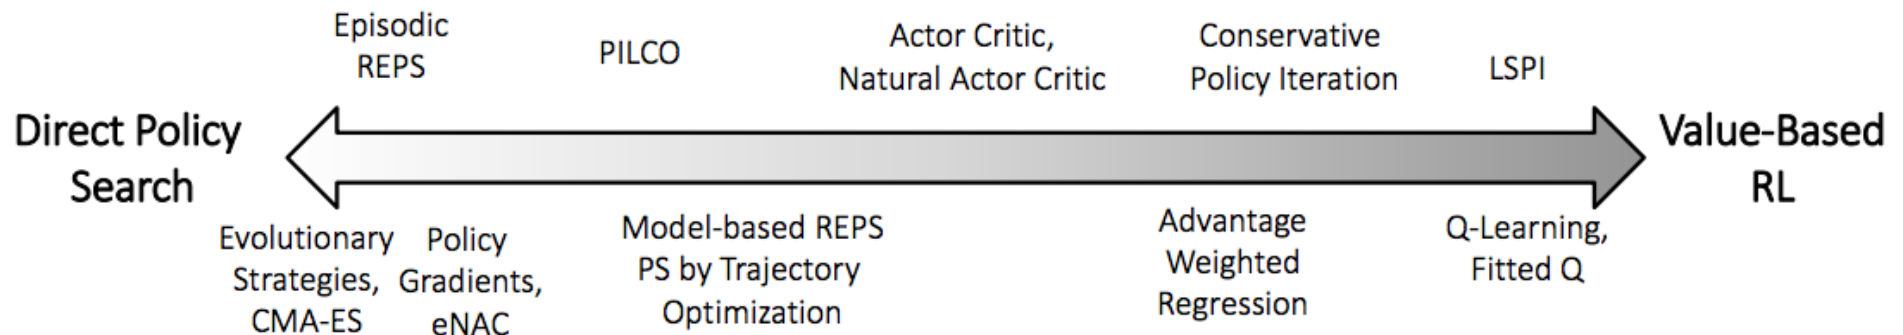 Episodic
REPS
PILCO
Actor Critic,
Natural Actor Critic
Conservative
Policy Iteration
LSPI
Direct Policy
Search
Value-Based
RL
Evolutionary
Strategies,
CMA-ES
Policy
Gradients,
eNAC
Model-based REPS
PS by Trajectory
Optimization
Advantage
Weighted
Regression
Q-Learning,
Fitted Q